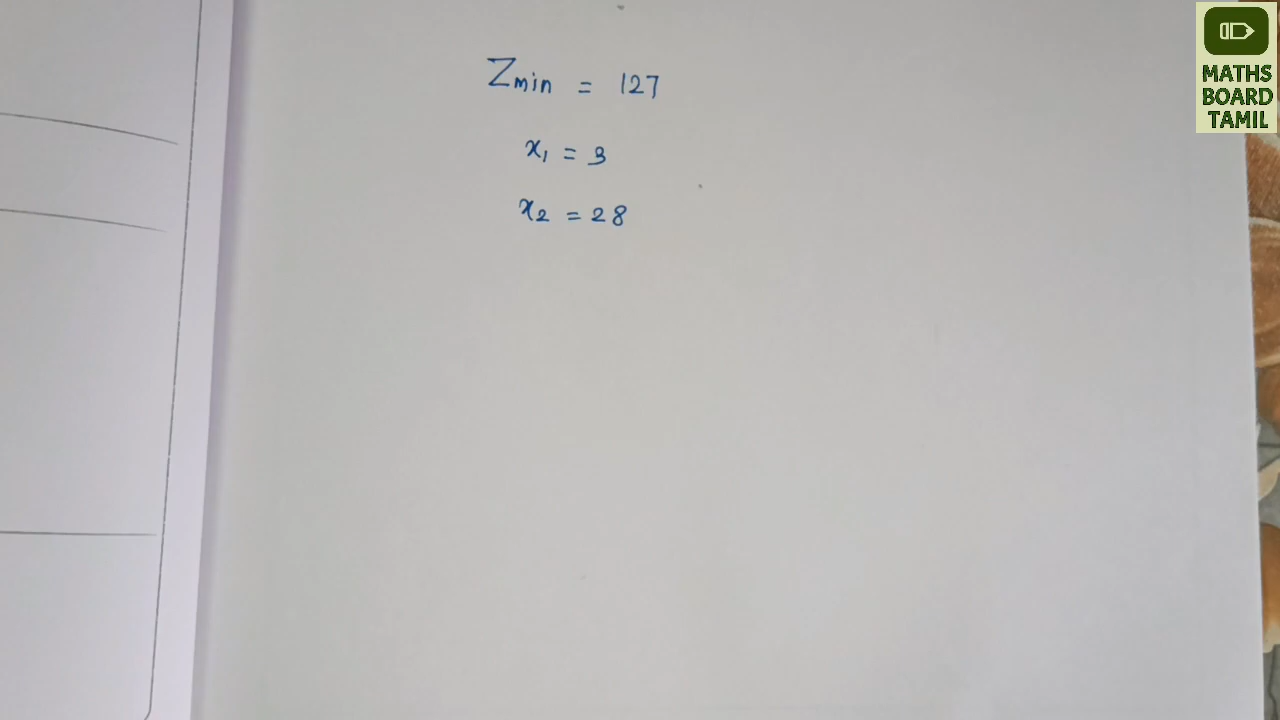 Zmin = 127
x1 = 3
x2 = 28
MATHS
BOARD
TAMIL